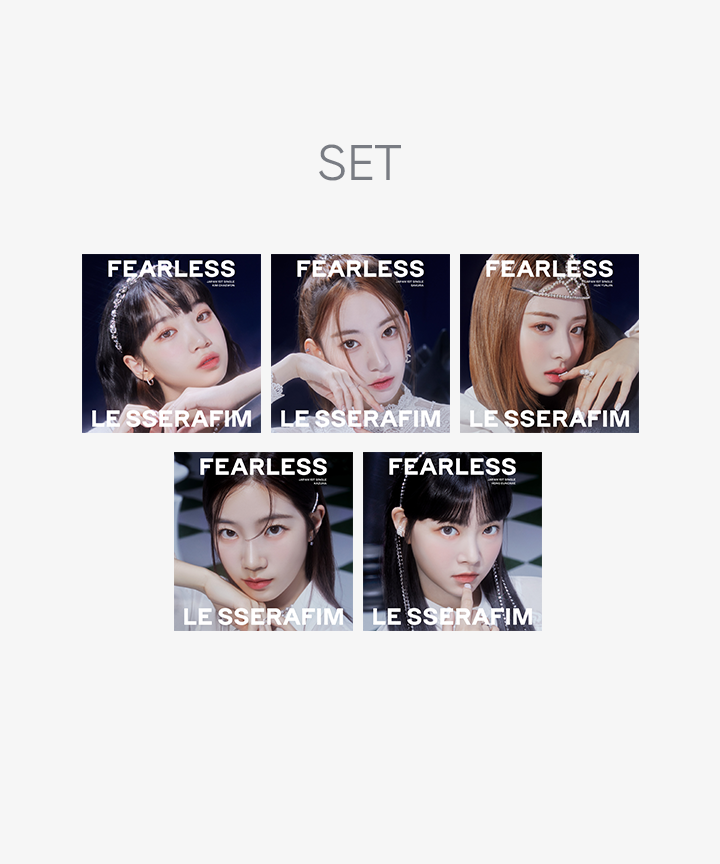 SET
FEARLESS
JAPAN 1ST SINGLE
KIM CHAEWON
LE SSERAFIM
FEARLESS
JAPAN 1ST SINGLE
SAKURA
LE SSERAFIM
FEARLESS
JAPAN 1ST SINGLE
HUH YUNJIN
LE SSERAFIM
FEARLESS
JAPAN 1ST SINGLE
KAZUHA
LE SSERAFIM
FEARLESS
JAPAN 1ST SINGLE
HONG EUNCHAE
LE SSERAFIM